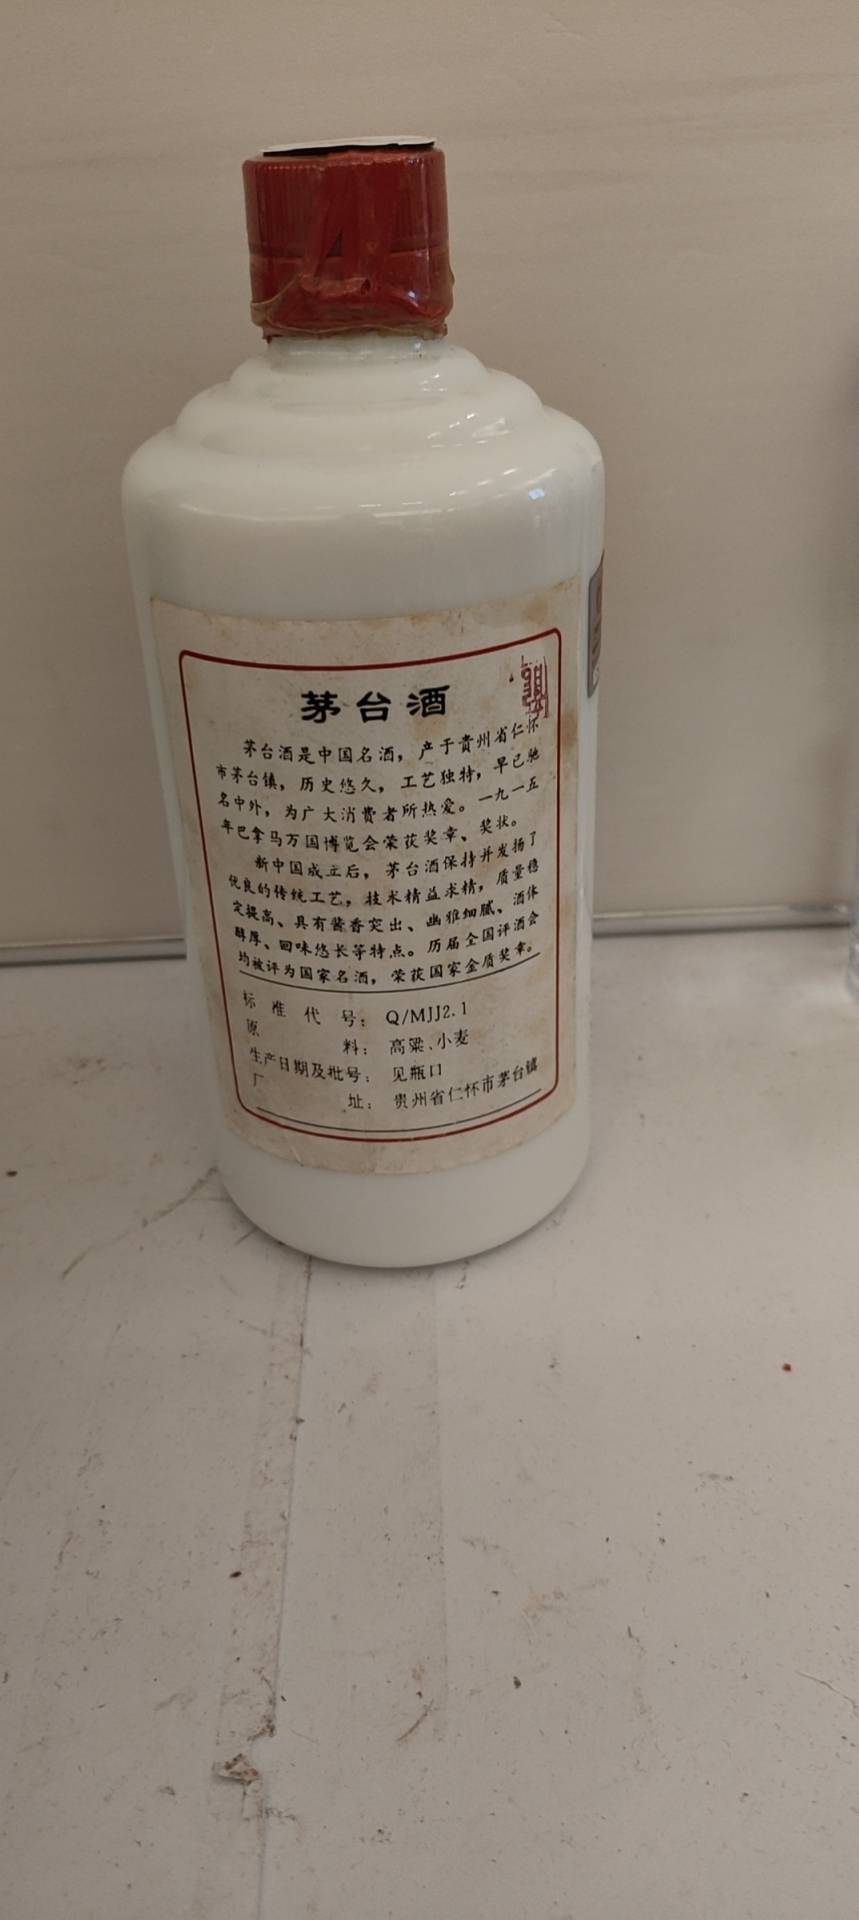 茅台酒
茅台酒是中国名酒，产于贵州省仁怀
市茅台镇，历史悠久，工艺独特，早已驰
名中外，为广大消费者所热爱。一九一五
年巴拿马万国博览会荣获奖章、奖状。
新中国成立后，茅台酒保持并发扬了
优良的传统工艺，技术精益求精，质量稳
定提高、具有酱香突出、幽雅细腻、酒体
醇厚、回味悠长等特点。历届全国评酒会
均被评为国家名酒，荣获国家金质奖章。
标准代号：Q/MJJ2.1
原料：高粱、小麦
生产日期及批号：见瓶口
厂址：贵州省仁怀市茅台镇